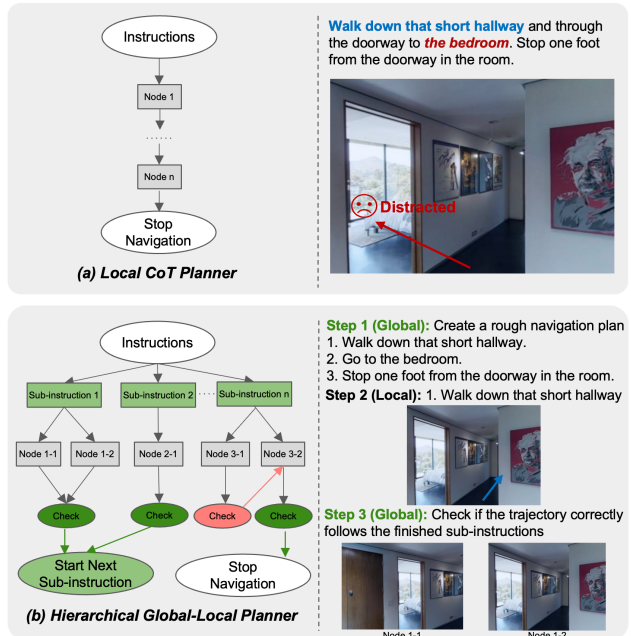 Instructions
Node 1
......
Node n
Stop
Navigation
(a) Local CoT Planner
Walk down that short hallway and through
the doorway to the bedroom. Stop one foot
from the doorway in the room.
Distracted
Instructions
Sub-instruction 1
Sub-instruction 2
.....
Sub-instruction n
Node 1-1
Node 1-2
Node 2-1
Node 3-1
Node 3-2
Check
Check
Check
Check
Start Next
Sub-instruction
Stop
Navigation
(b) Hierarchical Global-Local Planner
Step 1 (Global): Create a rough navigation plan
1. Walk down that short hallway.
2. Go to the bedroom.
3. Stop one foot from the doorway in the room.
Step 2 (Local): 1. Walk down that short hallway
Step 3 (Global): Check if the trajectory correctly
follows the finished sub-instructions
Node 1-1
Node 1-2